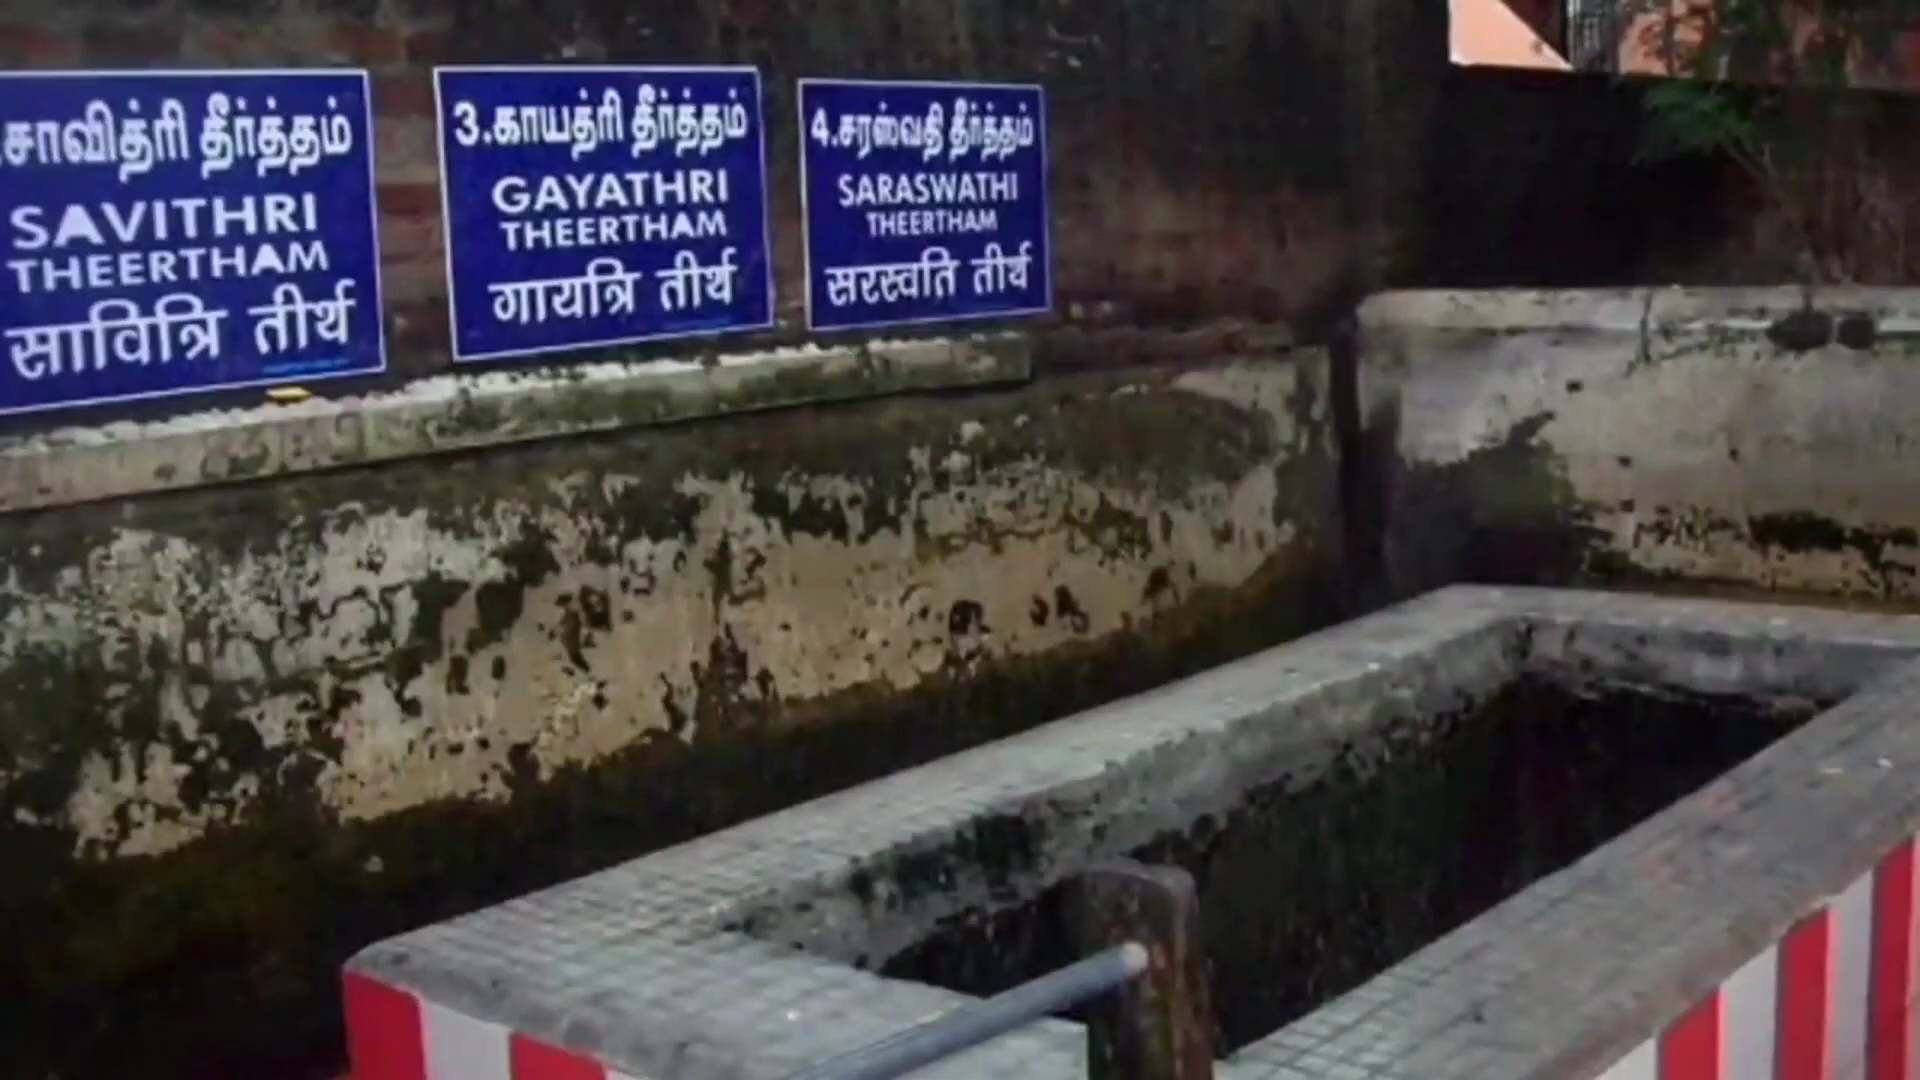 .சாவித்ரி தீர்த்தம்
SAVITHRI
THEERTHAM
सावित्रि तीर्थ
3.காயத்ரி தீர்த்தம்
GAYATHRI
THEERTHAM
गायत्रि तीर्थ
4.சரஸ்வதி தீர்த்தம்
SARASWATHI
THEERTHAM
सरस्वति तीर्थ